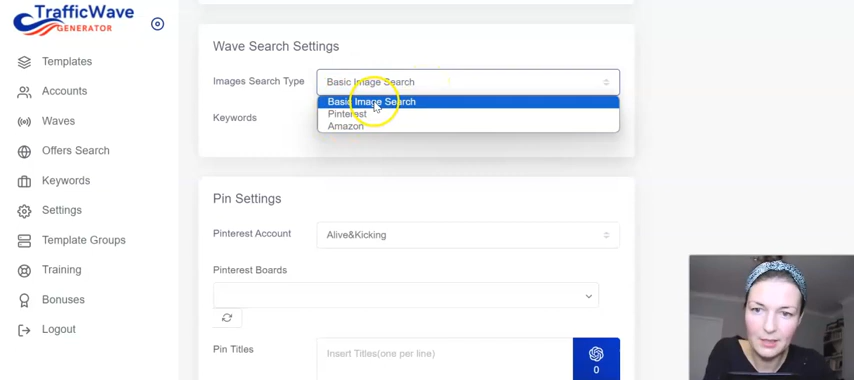 TrafficWave
GENERATOR
Templates
Accounts
Waves
Offers Search
Keywords
Settings
Template Groups
Training
Bonuses
Logout
Wave Search Settings
Images Search Type
Basic Image Search
Basic Image Search
Pinterest
Amazon
Keywords
Pin Settings
Pinterest Account
Alive&Kicking
Pinterest Boards
Pin Titles
Insert Titles(one per line)
0